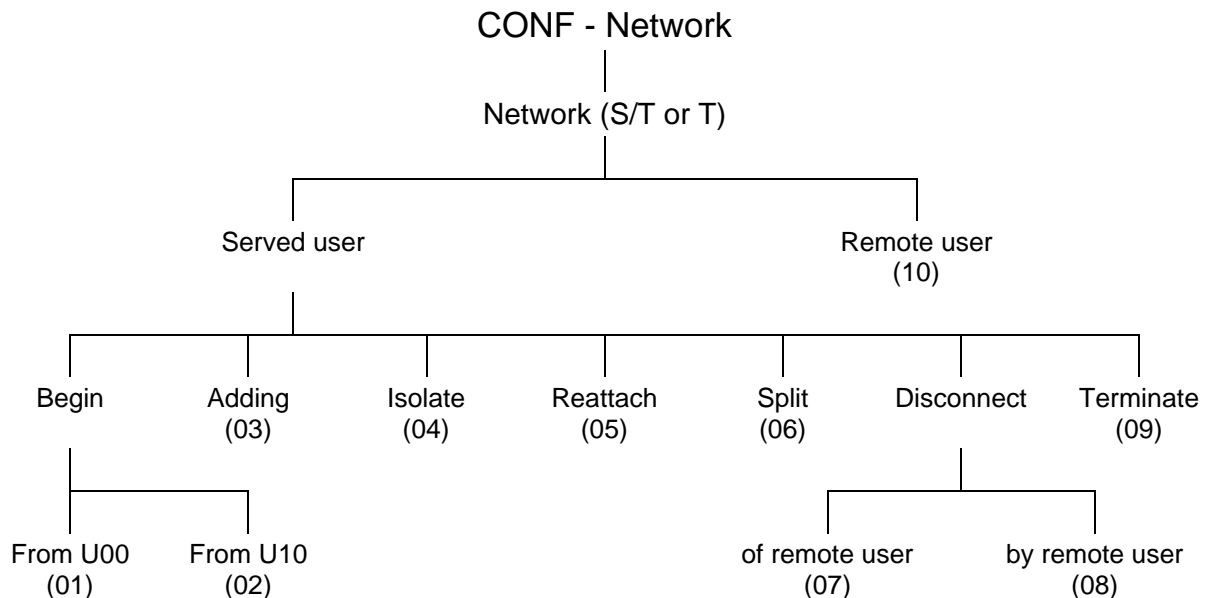 CONF - Network
Network (S/T or T)
Served user
Remote user
(10)
Begin
Adding
(03)
Isolate
(04)
Reattach
(05)
Split
(06)
Disconnect
Terminate
(09)
From U00
(01)
From U10
(02)
of remote user
(07)
by remote user
(08)